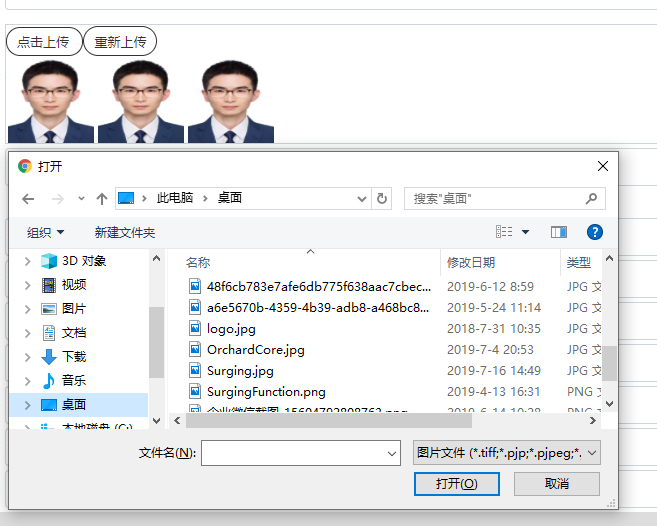 点击上传 重新上传
打开
此电脑 桌面 搜索"桌面"
组织 新建文件夹
名称 修改日期 类型
3D 对象
视频
图片
文档
下载
音乐
桌面
本地磁盘 (C:)
48f6cb783e7afe6db775f638aac7cbec... 2019-6-12 8:59 JPG 文
a6e5670b-4359-4b39-adb8-a468bc8... 2019-5-24 11:14 JPG 文
logo.jpg 2018-7-31 10:35 JPG 文
OrchardCore.jpg 2019-7-4 20:53 JPG 文
Surging.jpg 2019-7-16 14:49 JPG 文
SurgingFunction.png 2019-4-13 16:31 PNG 文
文件名(N): 图片文件 (*.tiff;*.pjp;*.pjpeg;*.
打开(O) 取消